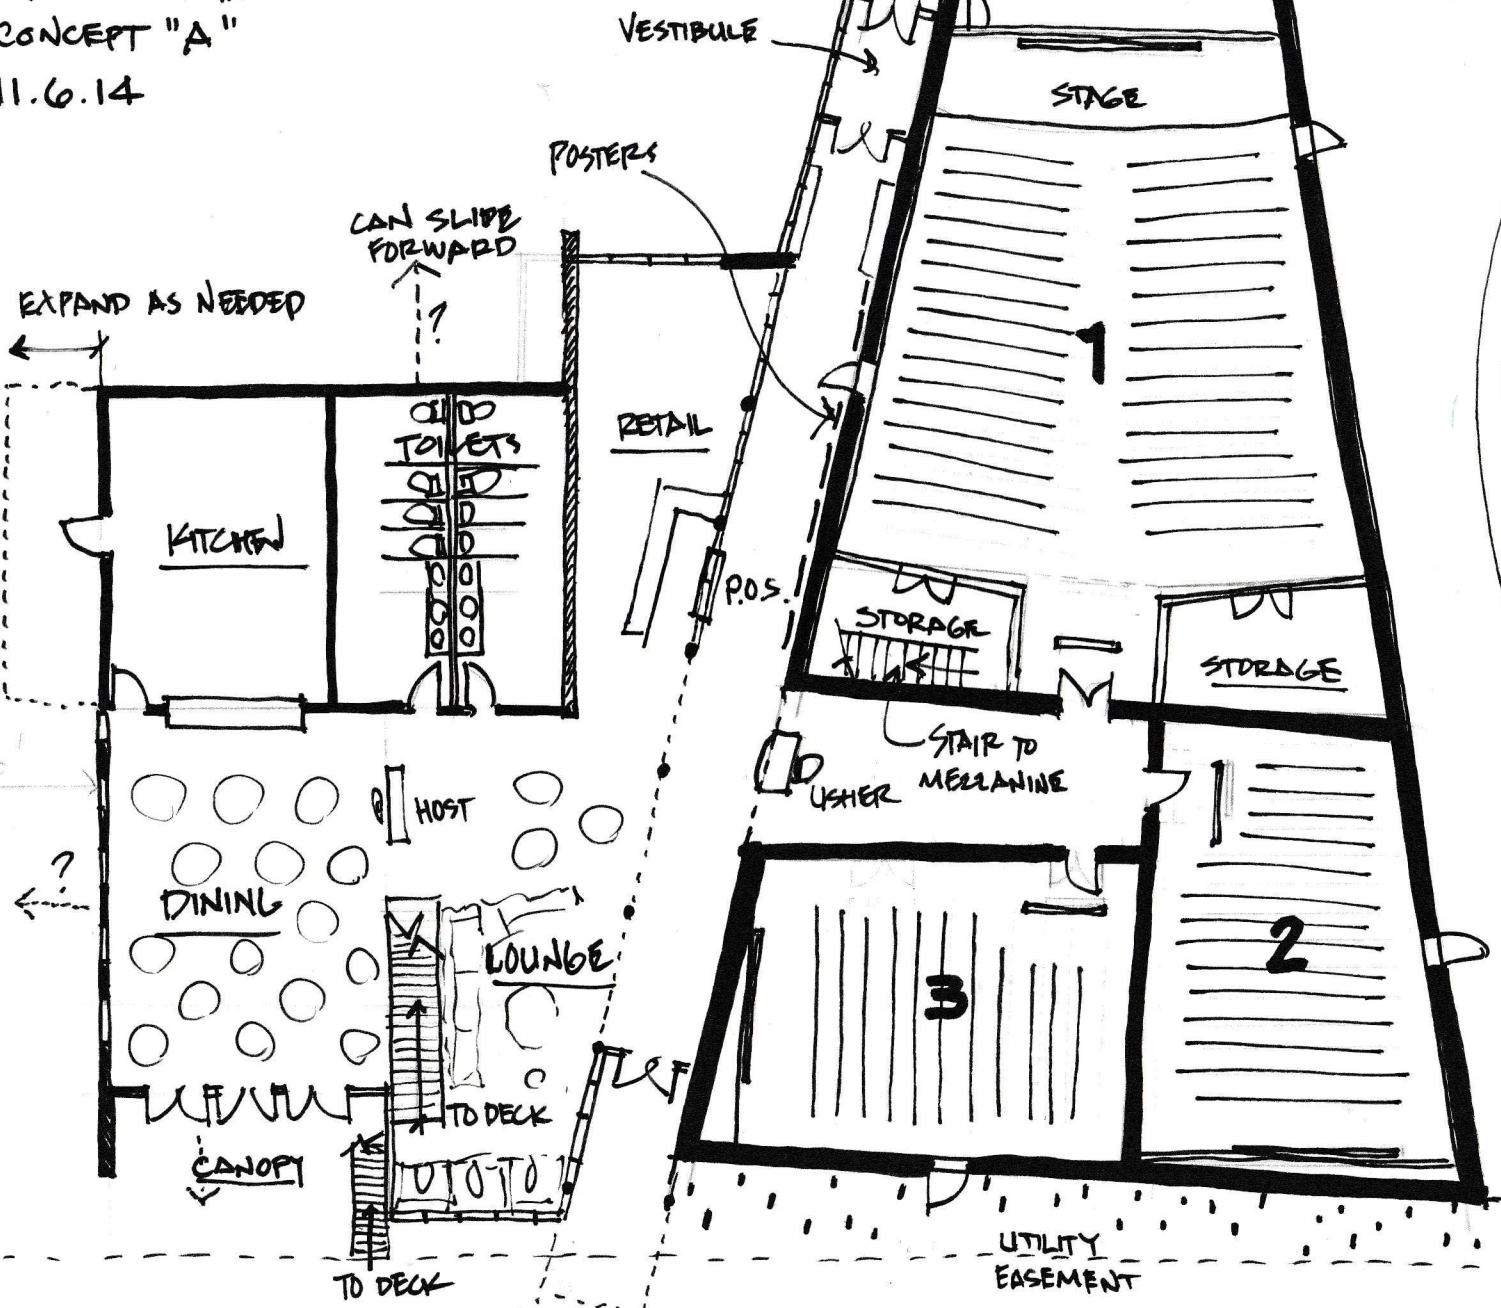 CONCEPT "A"
11.6.14
VESTIBULE
STAGE
POSTERS
CAN SLIDE
FORWARD
?
EXPAND AS NEEDED
1
RETAIL
TOILETS
KITCHEN
P.O.S.
STORAGE
STORAGE
STAIR TO
MEZZANINE
USHER
HOST
?
DINING
LOUNGE
2
3
TO DECK
CANOPY
UTILITY
EASEMENT
TO DECK